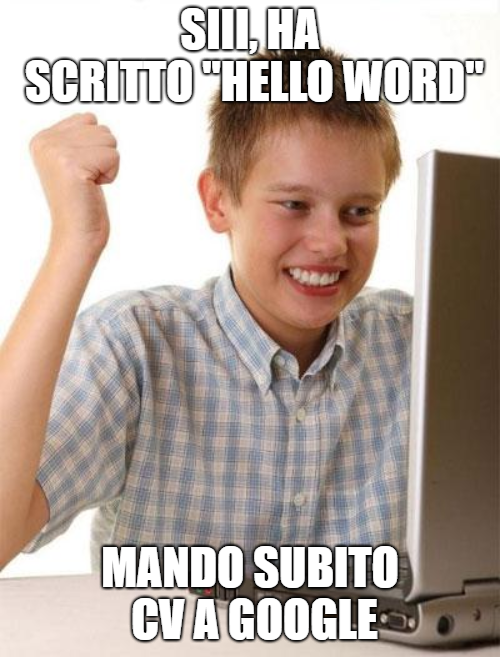 SIII, HA
SCRITTO "HELLO WORD"
MANDO SUBITO
CV A GOOGLE